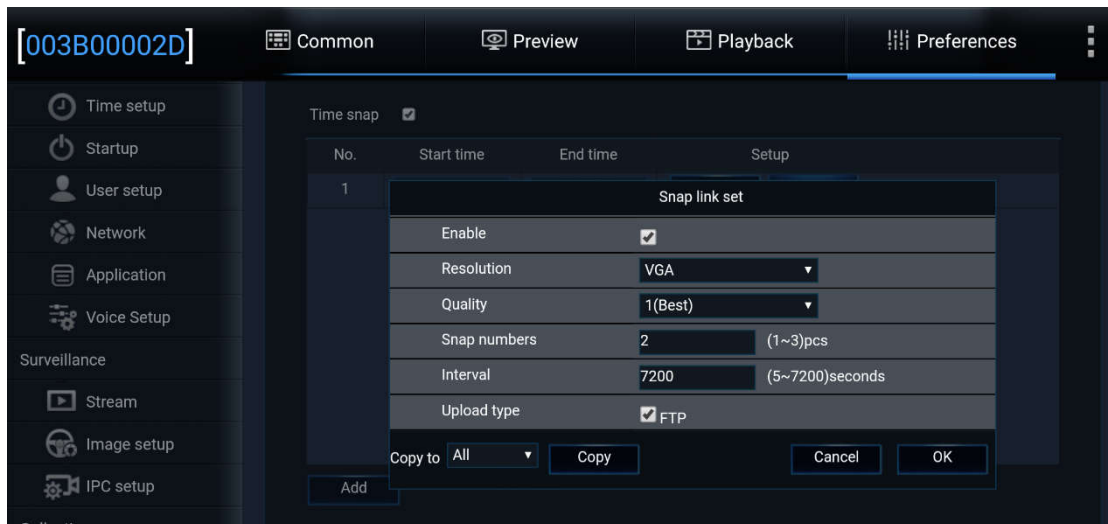 [003B00002D]
Common
Preview
Playback
Preferences
Time setup
Startup
User setup
Network
Application
Voice Setup
Surveillance
Stream
Image setup
IPC setup
Time snap
No. Start time End time Setup
1
Snap link set
Enable
Resolution VGA
Quality 1(Best)
Snap numbers 2 (1~3)pcs
Interval 7200 (5~7200)seconds
Upload type FTP
Copy to All Copy Cancel OK
Add